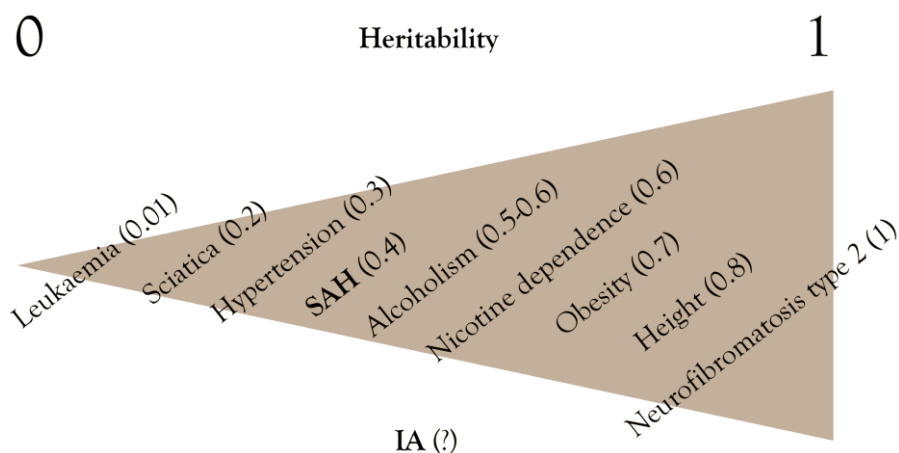 0
Heritability
1
Leukaemia (0.01)
Sciatica (0.2)
Hypertension (0.3)
SAH (0.4)
Alcoholism (0.5-0.6)
Nicotine dependence (0.6)
Obesity (0.7)
Height (0.8)
Neurofibromatosis type 2 (1)
IA (?)